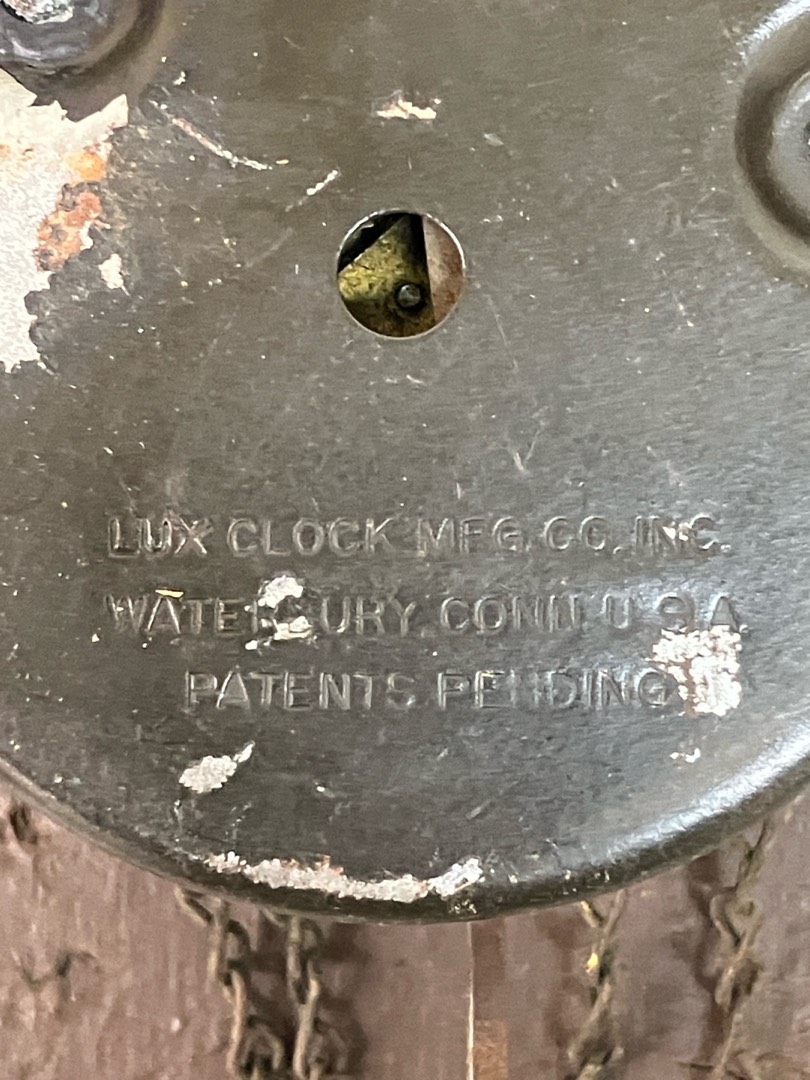 LUX CLOCK MFG. CO., INC.
WATERBURY, CONN. U.S.A.
PATENTS PENDING